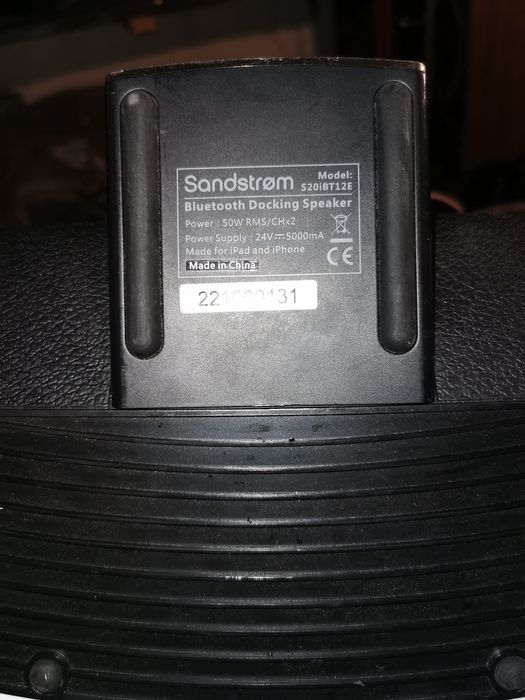 Sandstrøm Model: S20iBT12E
Bluetooth Docking Speaker
Power : 50W RMS/CHx2
Power Supply : 24V⎓5000mA
Made for iPad and iPhone
Made in China
CE